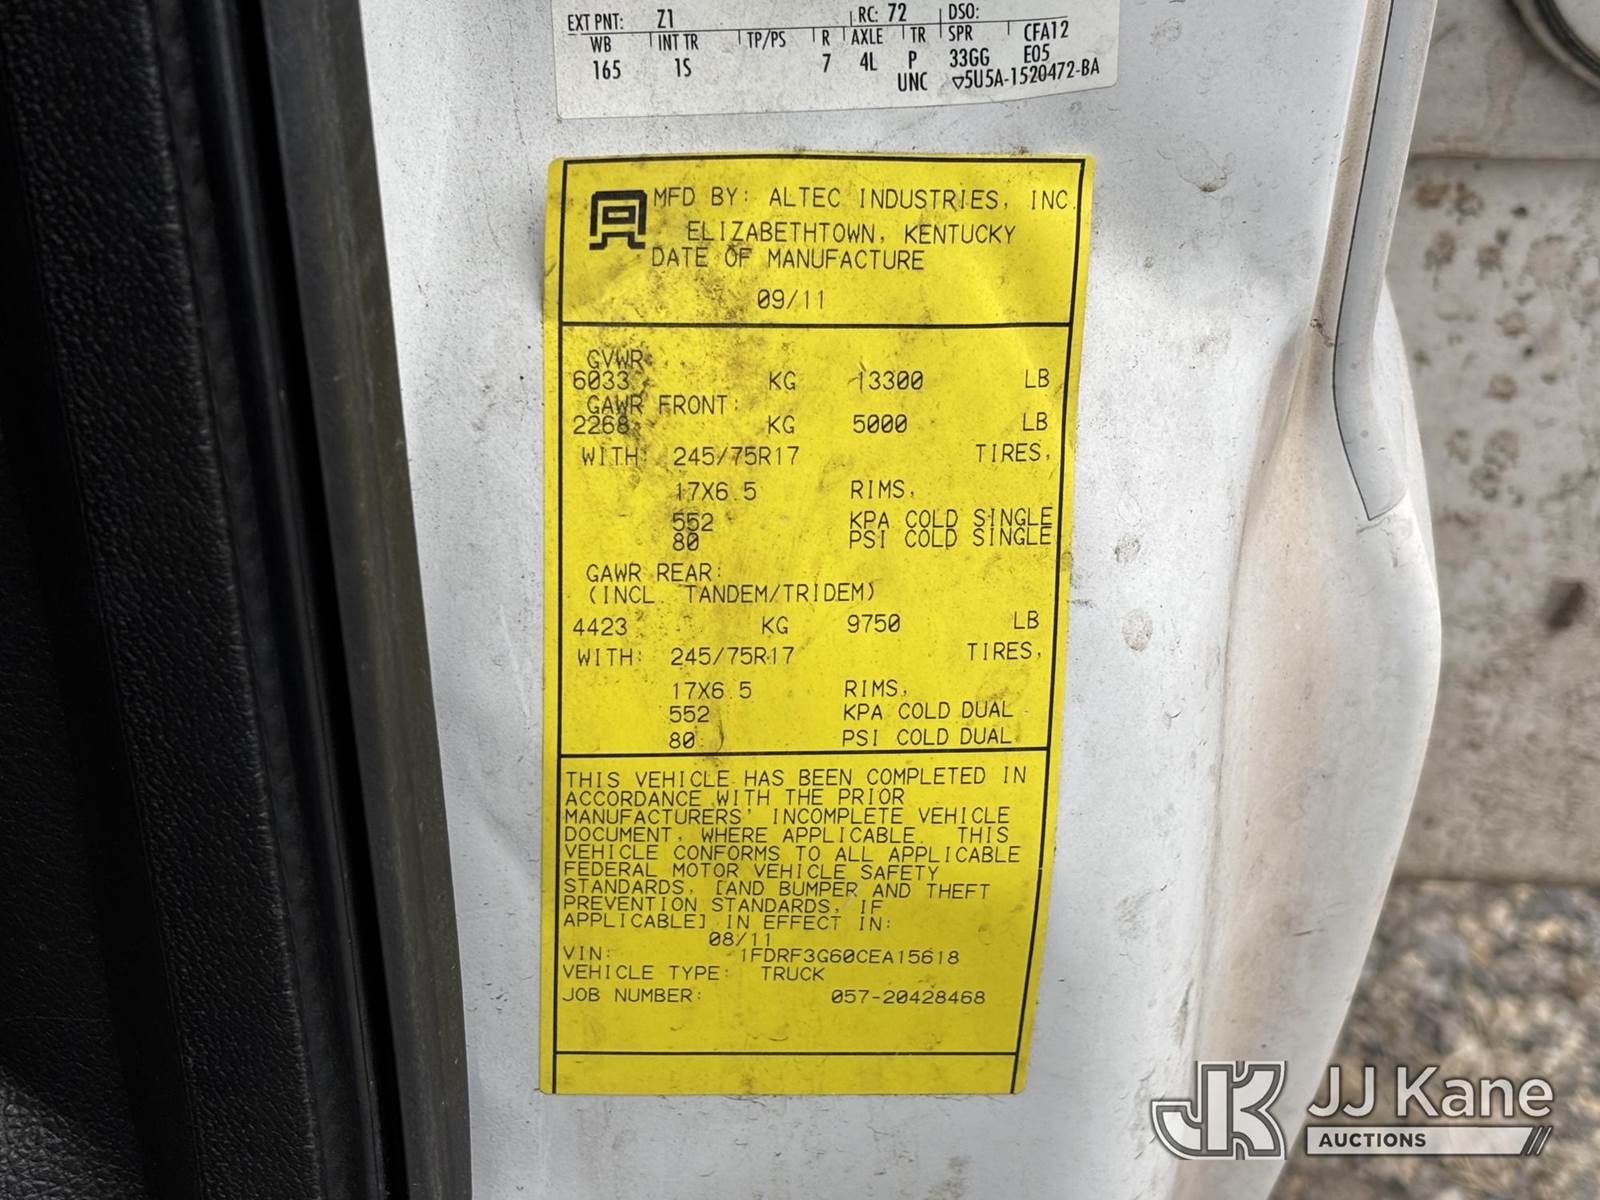 EXT PNT: Z1 RC: 72 DSO:
WB INT TR TP/PS R AXLE TR SPR CFA12
165 1S 7 4L P 33GG E05
UNC ▽5U5A-1520472-BA
MFD BY: ALTEC INDUSTRIES, INC.
ELIZABETHTOWN, KENTUCKY
DATE OF MANUFACTURE
09/11
GVWR:
6033 KG 13300 LB
GAWR FRONT:
2268 KG 5000 LB
WITH: 245/75R17 TIRES,
17X6.5 RIMS,
552 KPA COLD SINGLE
80 PSI COLD SINGLE
GAWR REAR:
(INCL. TANDEM/TRIDEM)
4423 KG 9750 LB
WITH: 245/75R17 TIRES,
17X6.5 RIMS,
552 KPA COLD DUAL
80 PSI COLD DUAL
THIS VEHICLE HAS BEEN COMPLETED IN
ACCORDANCE WITH THE PRIOR
MANUFACTURERS' INCOMPLETE VEHICLE
DOCUMENT, WHERE APPLICABLE. THIS
VEHICLE CONFORMS TO ALL APPLICABLE
FEDERAL MOTOR VEHICLE SAFETY
STANDARDS, [AND BUMPER AND THEFT
PREVENTION STANDARDS, IF
APPLICABLE] IN EFFECT IN:
08/11
VIN: 1FDRF3G60CEA15618
VEHICLE TYPE: TRUCK
JOB NUMBER: 057-20428468
JK JJ Kane
AUCTIONS